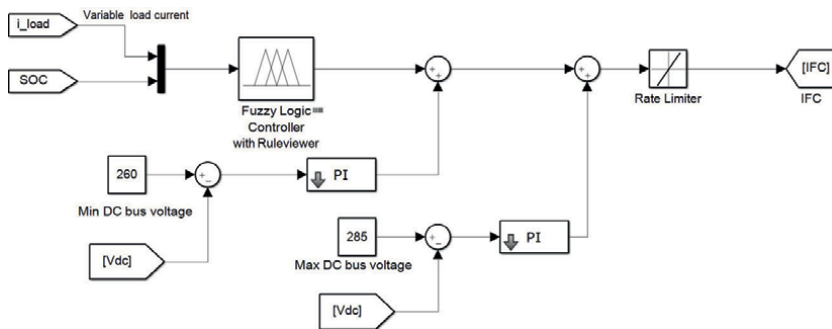 i_load
Variable load current
SOC
Fuzzy Logic
Controller
with Ruleviewer
Rate Limiter
[IFC]
IFC
260
PI
Min DC bus voltage
[Vdc]
285
PI
Max DC bus voltage
[Vdc]